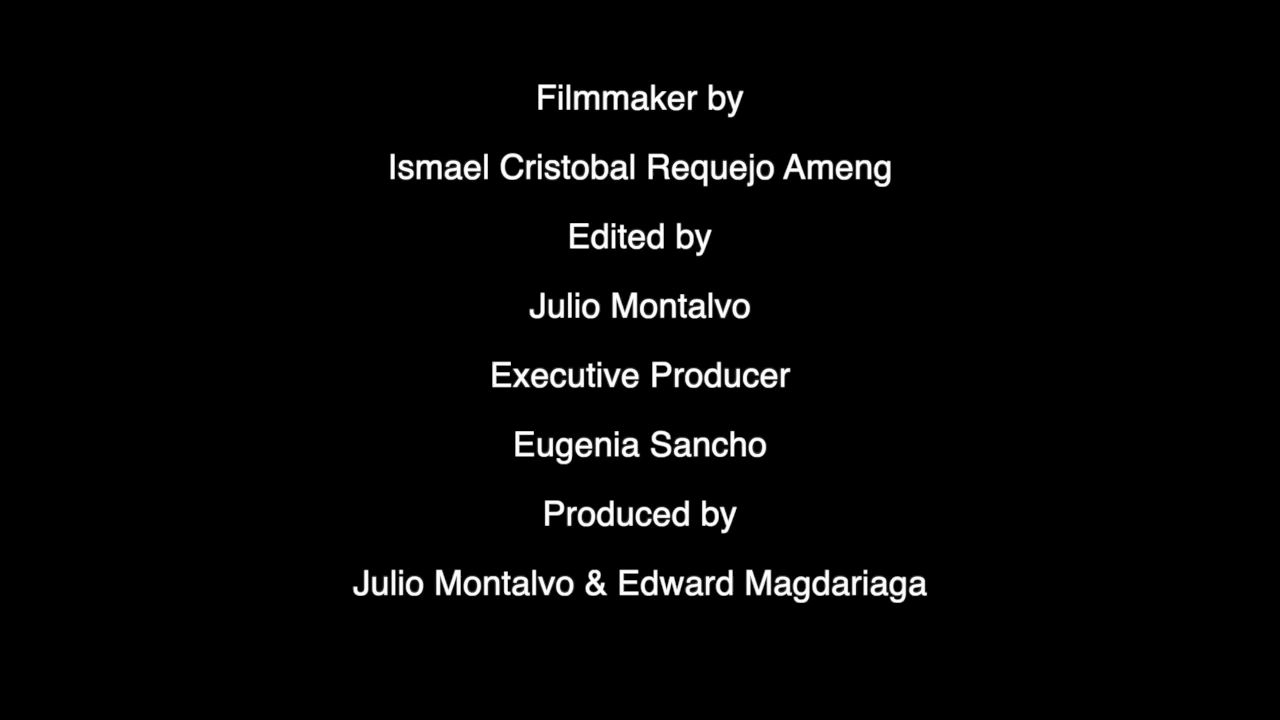 Filmmaker by
Ismael Cristobal Requejo Ameng
Edited by
Julio Montalvo
Executive Producer
Eugenia Sancho
Produced by
Julio Montalvo & Edward Magdariaga